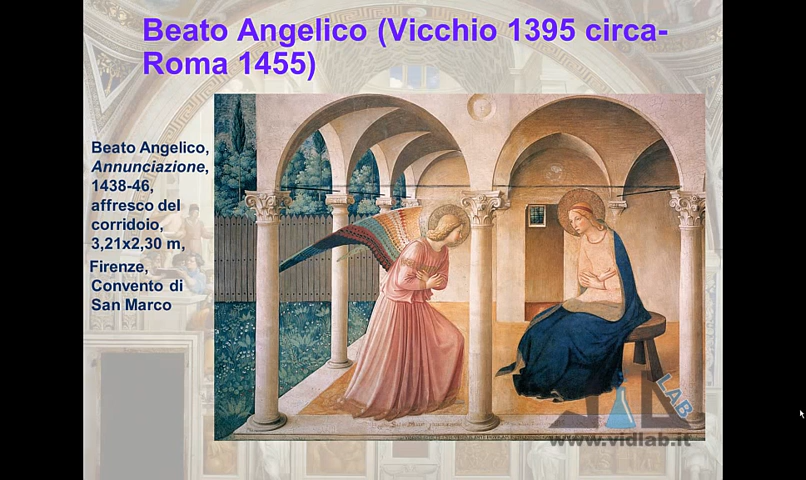 Beato Angelico (Vicchio 1395 circa-
Roma 1455)
Beato Angelico,
Annunciazione,
1438-46,
affresco del
corridoio,
3,21x2,30 m,
Firenze,
Convento di
San Marco
LAB
www.vidlab.it